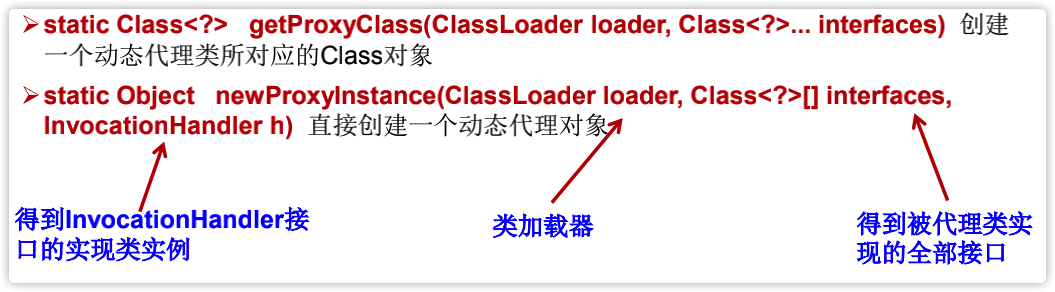 ➢static Class<?> getProxyClass(ClassLoader loader, Class<?>... interfaces) 创建
一个动态代理类所对应的Class对象
➢static Object newProxyInstance(ClassLoader loader, Class<?>[] interfaces,
InvocationHandler h) 直接创建一个动态代理对象
得到InvocationHandler接
口的实现类实例
类加载器
得到被代理类实
现的全部接口